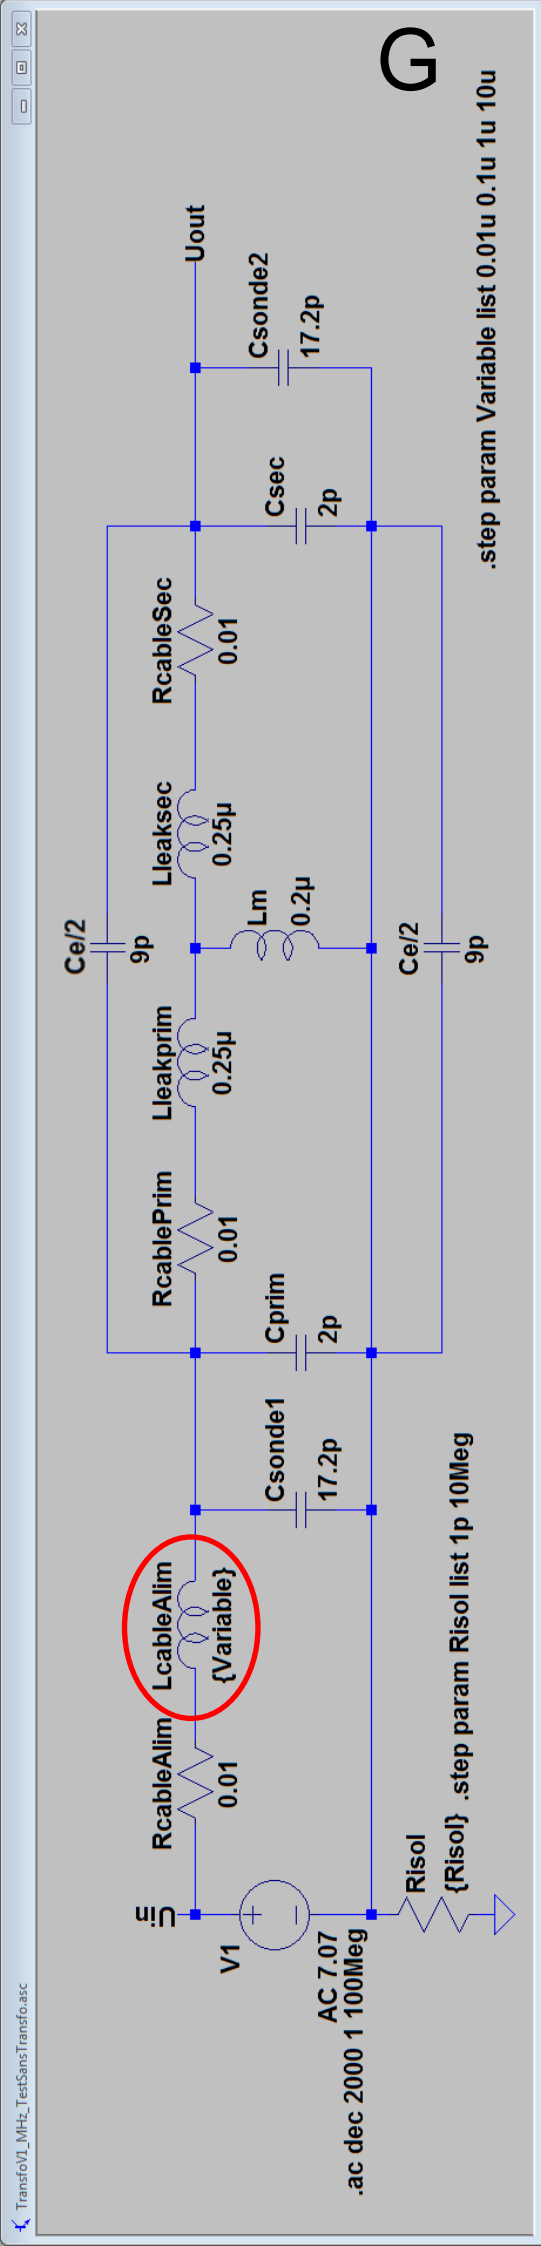 TransfoV1_MHz_TestSansTransfo.asc
G
Ce/2
9p
Uin
RcableAlim
0.01
LcableAlim
{Variable}
RcablePrim
0.01
Lleakprim
0.25µ
Lleaksec
0.25µ
RcableSec
0.01
Uout
V1
AC 7.07
Csonde1
17.2p
Cprim
2p
Lm
0.2µ
Csec
2p
Csonde2
17.2p
.ac dec 2000 1 100Meg
Risol
{Risol}
.step param Risol list 1p 10Meg
Ce/2
9p
.step param Variable list 0.01u 0.1u 1u 10u